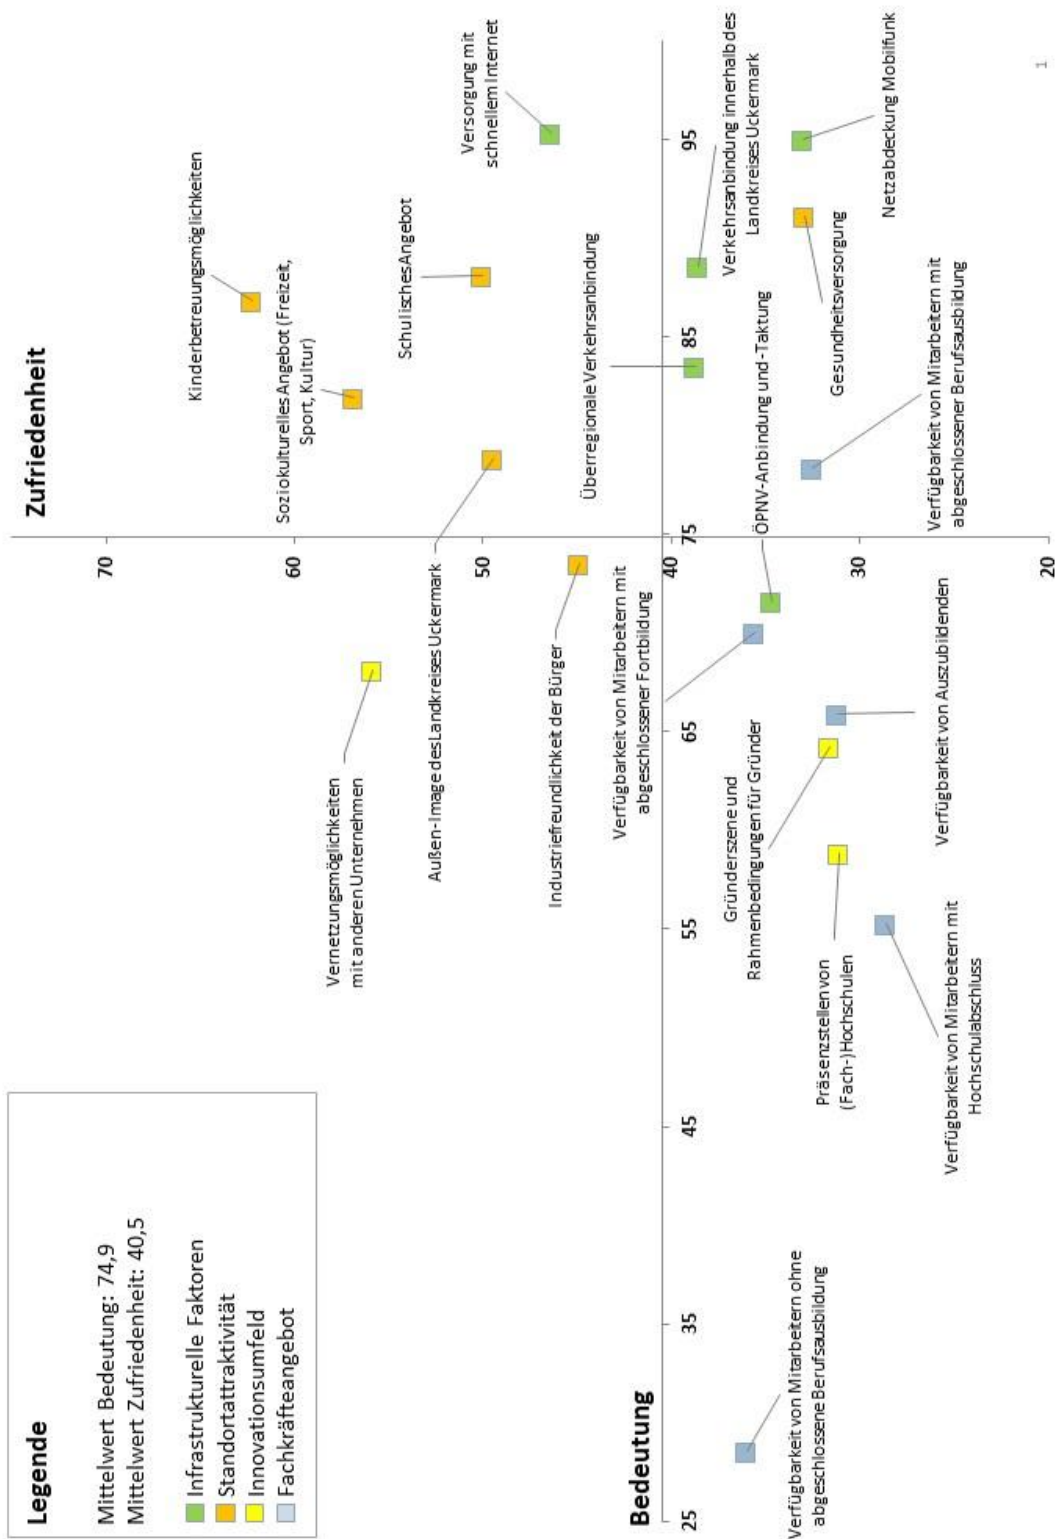 Legende
Mittelwert Bedeutung: 74,9
Mittelwert Zufriedenheit: 40,5
Infrastrukturelle Faktoren
Standortattraktivität
Innovationsumfeld
Fachkräfteangebot
Zufriedenheit
70
60
50
40
30
20
Bedeutung
25
35
45
55
65
75
85
95
Kinderbetreuungsmöglichkeiten
Soziokulturelles Angebot (Freizeit,
Sport, Kultur)
Schulisches Angebot
Versorgung mit
schnellem Internet
Vernetzungsmöglichkeiten
mit anderen Unternehmen
Außen-Image des Landkreises Uckermark
Industriefreundlichkeit der Bürger
Überregionale Verkehrsanbindung
Verkehrsanbindung innerhalb des
Landkreises Uckermark
Verfügbarkeit von Mitarbeitern mit
abgeschlossener Fortbildung
ÖPNV-Anbindung und -Taktung
Gründerszene und
Rahmenbedingungen für Gründer
Gesundheitsversorgung
Netzabdeckung Mobilfunk
Präsenzstellen von
(Fach-)Hochschulen
Verfügbarkeit von Mitarbeitern mit
abgeschlossener Berufsausbildung
Verfügbarkeit von Auszubildenden
Verfügbarkeit von Mitarbeitern mit
Hochschulabschluss
Verfügbarkeit von Mitarbeitern ohne
abgeschlossene Berufsausbildung
1